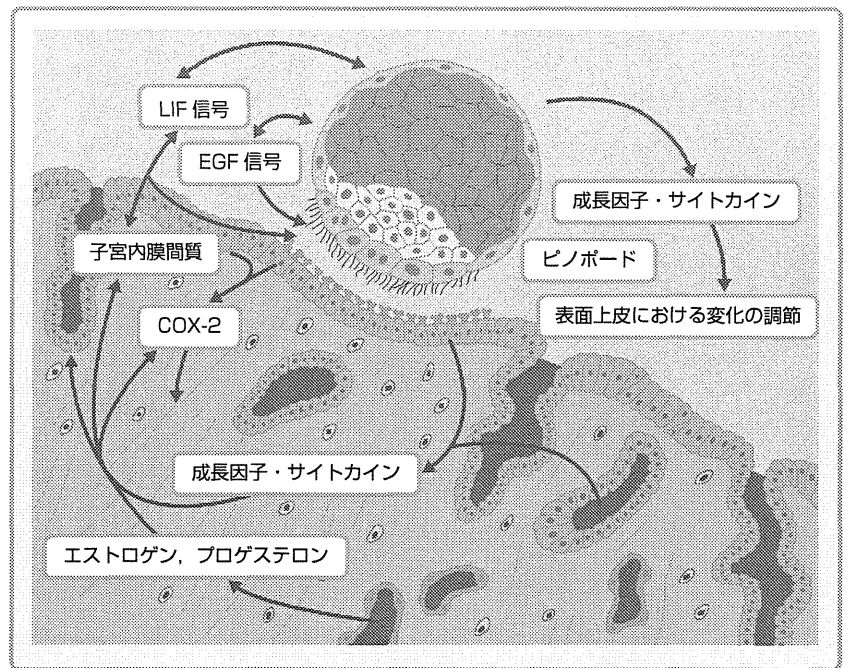 LIF 信号
EGF 信号
成長因子・サイトカイン
子宮内膜間質
ピノポード
COX-2
表面上皮における変化の調節
成長因子・サイトカイン
エストロゲン，プロゲステロン